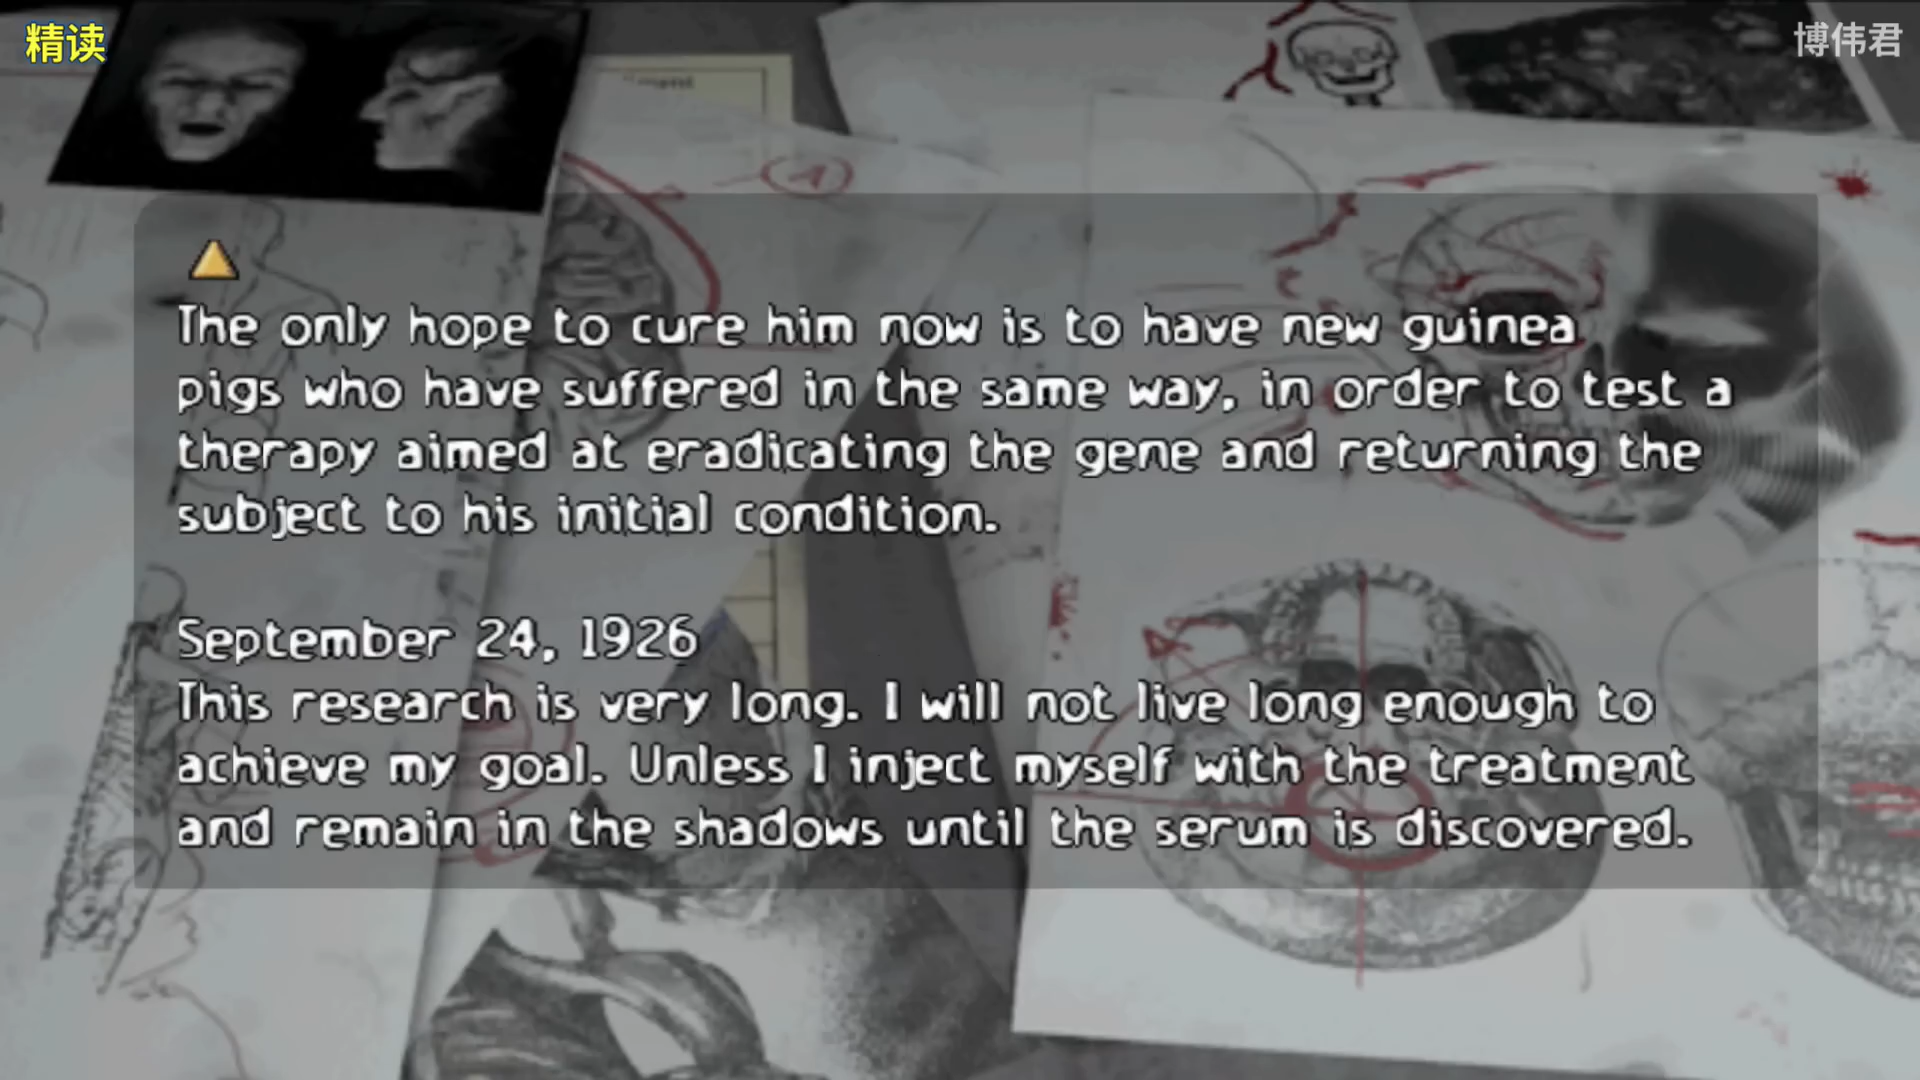 精读
博伟君
The only hope to cure him now is to have new guinea
pigs who have suffered in the same way, in order to test a
therapy aimed at eradicating the gene and returning the
subject to his initial condition.
September 24, 1926
This research is very long. I will not live long enough to
achieve my goal. Unless I inject myself with the treatment
and remain in the shadows until the serum is discovered.